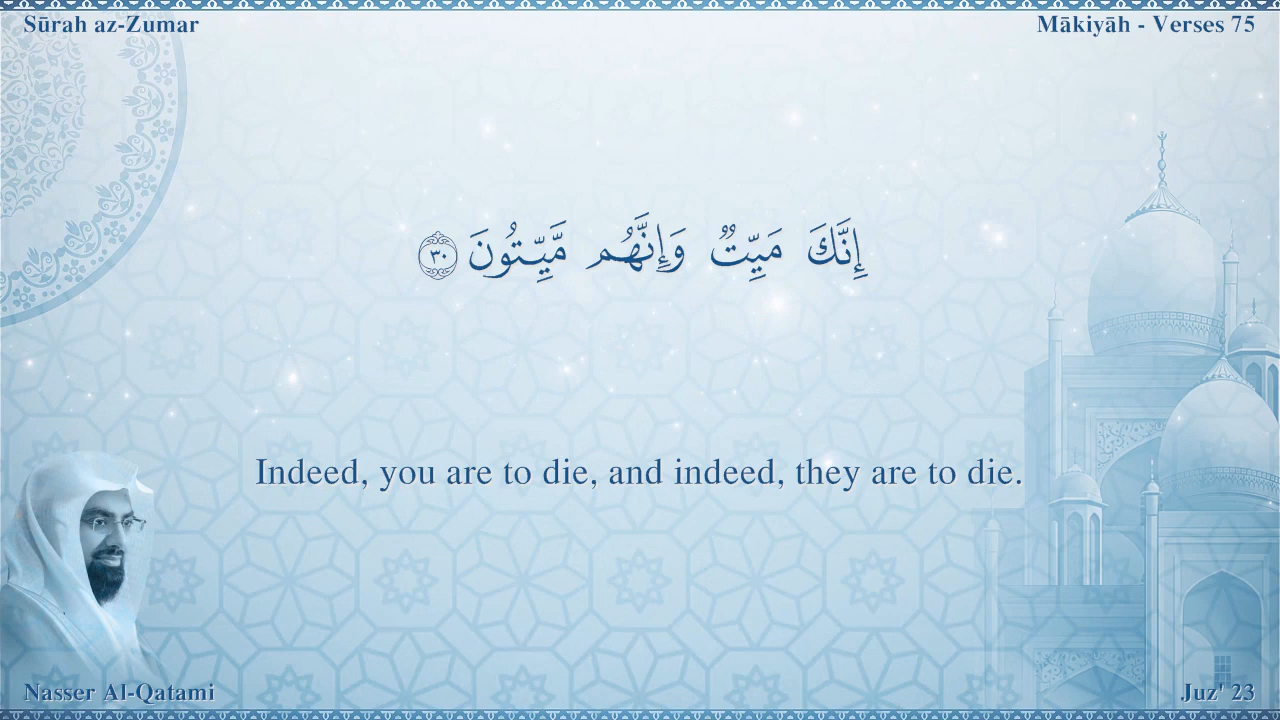 Sūrah az-Zumar
Mākiyāh - Verses 75
إِنَّكَ مَيِّتٌ وَإِنَّهُم مَّيِّتُونَ ٣٠
Indeed, you are to die, and indeed, they are to die.
Nasser Al-Qatami
Juz' 23